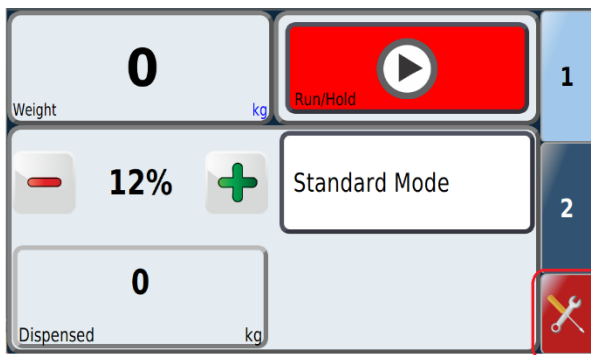 0
Weight kg
Run/Hold
1
12%
Standard Mode
2
0
Dispensed kg